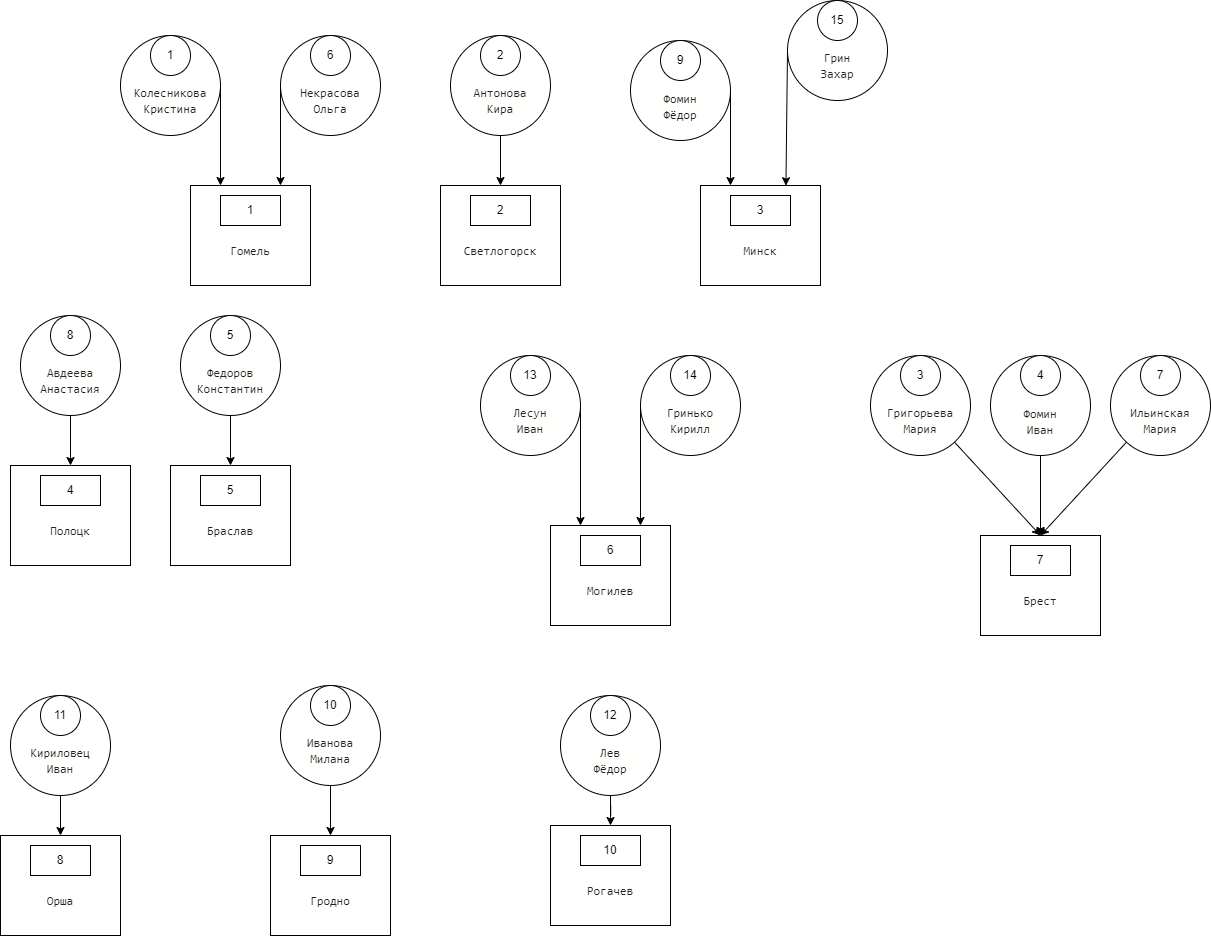 1
Колесникова
Кристина
6
Некрасова
Ольга
1
Гомель
2
Антонова
Кира
2
Светлогорск
9
Фомин
Фёдор
15
Грин
Захар
3
Минск
8
Авдеева
Анастасия
4
Полоцк
5
Федоров
Константин
5
Браслав
13
Лесун
Иван
14
Гринько
Кирилл
6
Могилев
3
Григорьева
Мария
4
Фомин
Иван
7
Ильинская
Мария
7
Брест
11
Кириловец
Иван
8
Орша
10
Иванова
Милана
9
Гродно
12
Лев
Фёдор
10
Рогачев